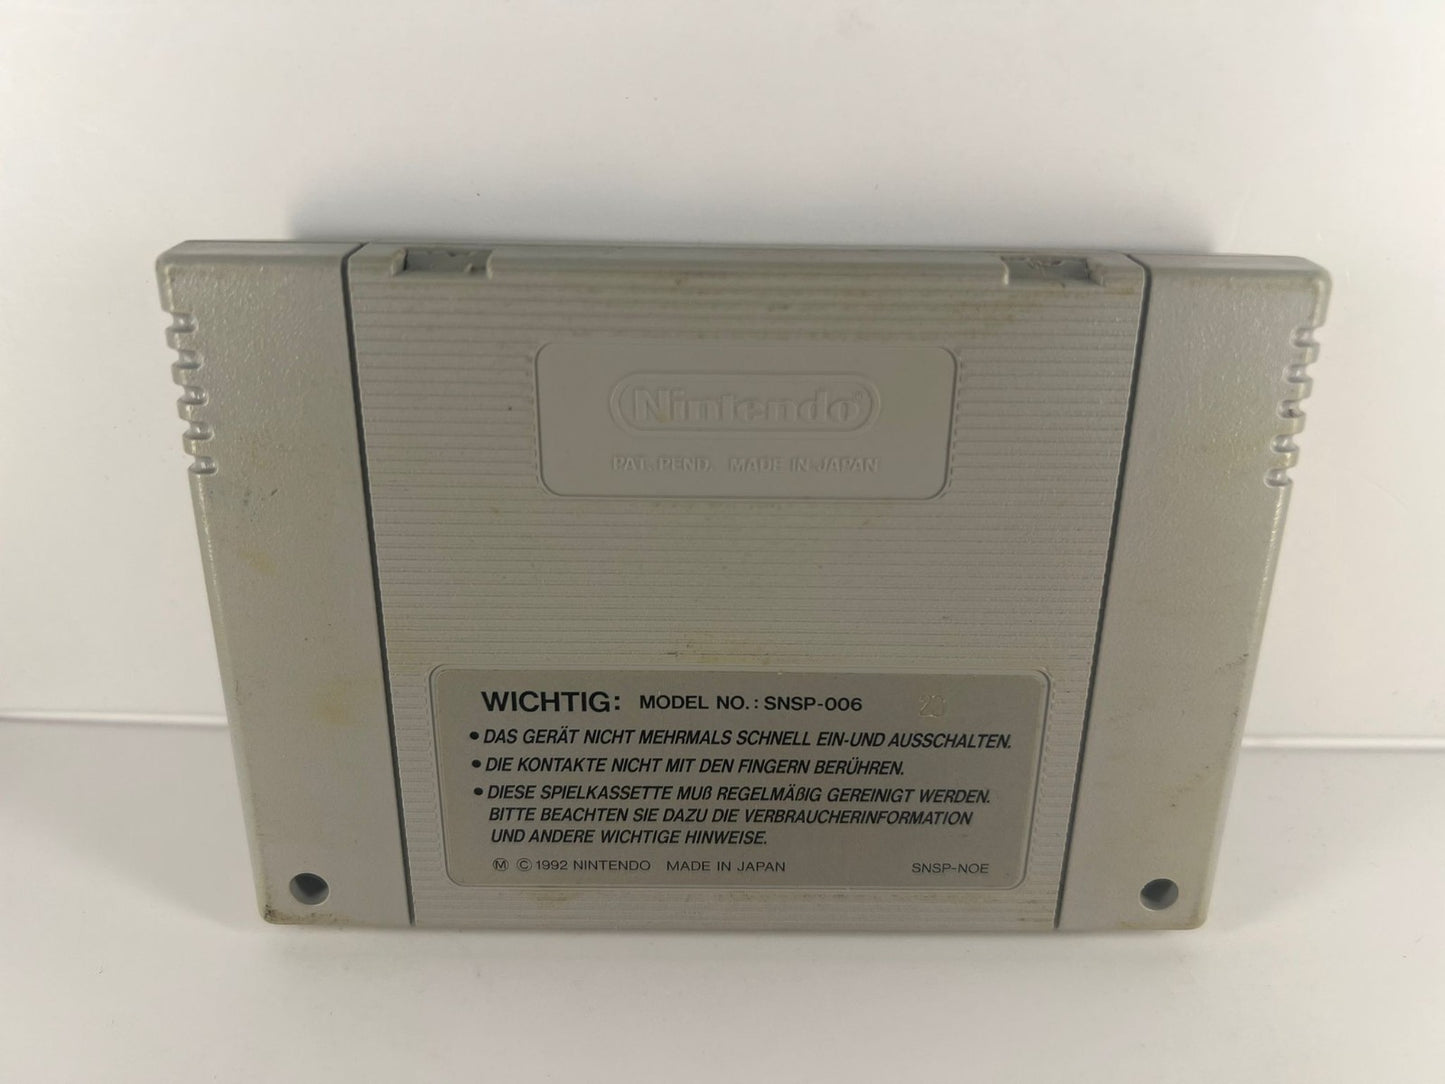 Nintendo®
PAT. PEND. MADE IN JAPAN
WICHTIG: MODEL NO.: SNSP-006 20
• DAS GERÄT NICHT MEHRMALS SCHNELL EIN-UND AUSSCHALTEN.
• DIE KONTAKTE NICHT MIT DEN FINGERN BERÜHREN.
• DIESE SPIELKASSETTE MUß REGELMÄßIG GEREINIGT WERDEN.
BITTE BEACHTEN SIE DAZU DIE VERBRAUCHERINFORMATION
UND ANDERE WICHTIGE HINWEISE.
Ⓜ © 1992 NINTENDO MADE IN JAPAN SNSP-NOE